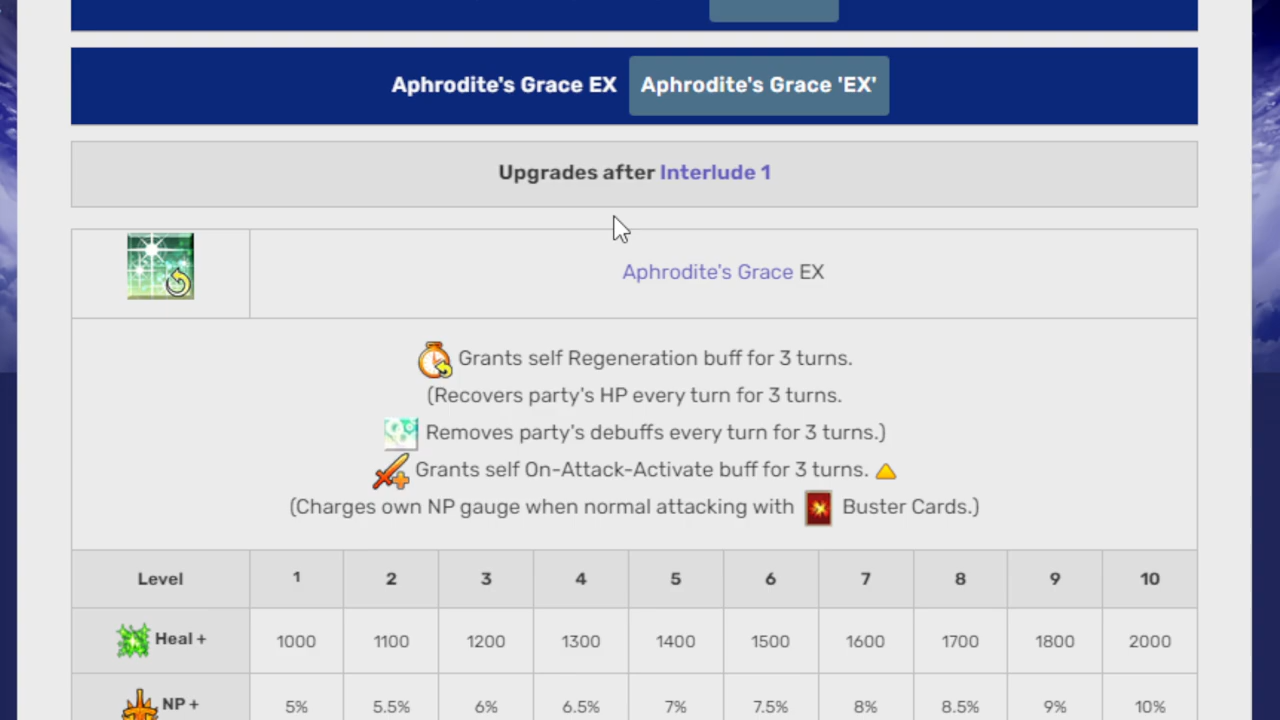 Aphrodite's Grace EX Aphrodite's Grace 'EX'
Upgrades after Interlude 1
Aphrodite's Grace EX
Grants self Regeneration buff for 3 turns.
(Recovers party's HP every turn for 3 turns.
Removes party's debuffs every turn for 3 turns.)
Grants self On-Attack-Activate buff for 3 turns.
(Charges own NP gauge when normal attacking with Buster Cards.)
Level 1 2 3 4 5 6 7 8 9 10
Heal + 1000 1100 1200 1300 1400 1500 1600 1700 1800 2000
NP + 5% 5.5% 6% 6.5% 7% 7.5% 8% 8.5% 9% 10%